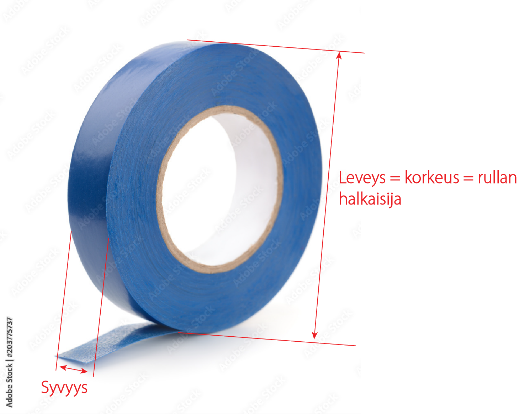 Leveys = korkeus = rullan
halkaisija
Syvyys
Adobe Stock | #203775737